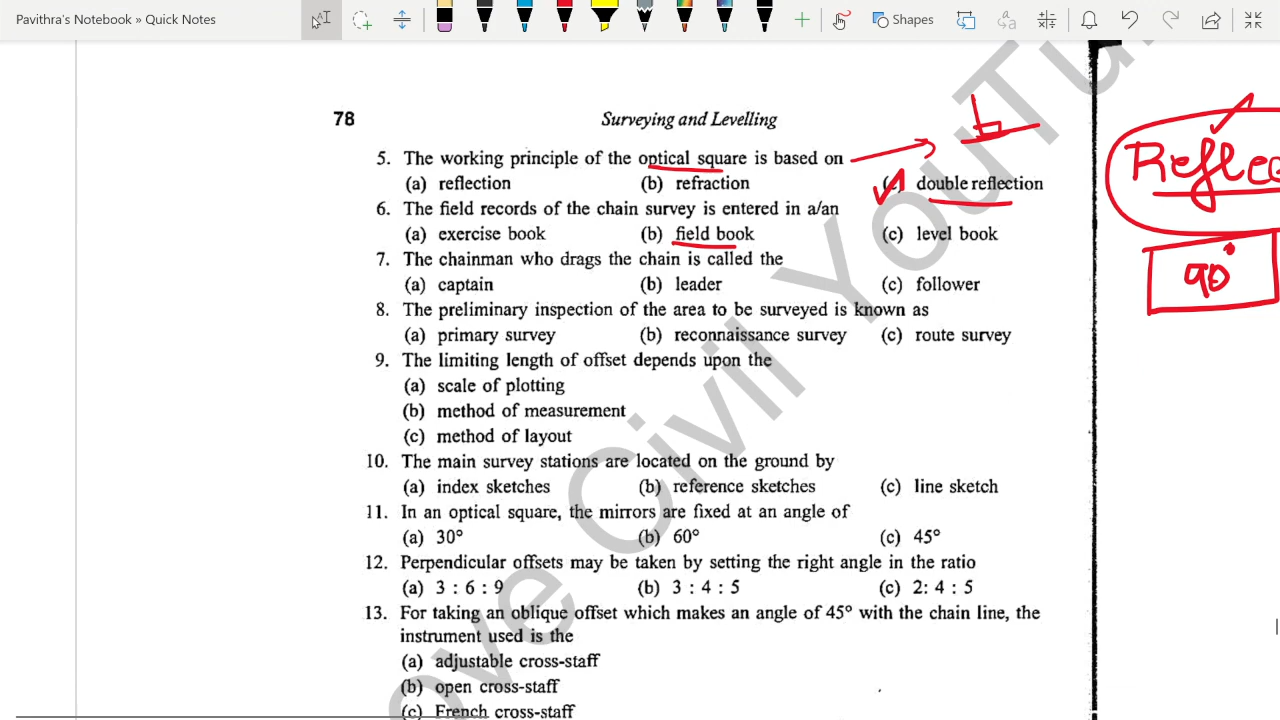 Pavithra's Notebook » Quick Notes
Shapes
78 Surveying and Levelling
5. The working principle of the optical square is based on
(a) reflection (b) refraction (c) double reflection
6. The field records of the chain survey is entered in a/an
(a) exercise book (b) field book (c) level book
7. The chainman who drags the chain is called the
(a) captain (b) leader (c) follower
8. The preliminary inspection of the area to be surveyed is known as
(a) primary survey (b) reconnaissance survey (c) route survey
9. The limiting length of offset depends upon the
(a) scale of plotting
(b) method of measurement
(c) method of layout
10. The main survey stations are located on the ground by
(a) index sketches (b) reference sketches (c) line sketch
11. In an optical square, the mirrors are fixed at an angle of
(a) 30° (b) 60° (c) 45°
12. Perpendicular offsets may be taken by setting the right angle in the ratio
(a) 3 : 6 : 9 (b) 3 : 4 : 5 (c) 2: 4 : 5
13. For taking an oblique offset which makes an angle of 45° with the chain line, the
instrument used is the
(a) adjustable cross-staff
(b) open cross-staff
(c) French cross-staff
Reflec
90°
ove Civil YouTu